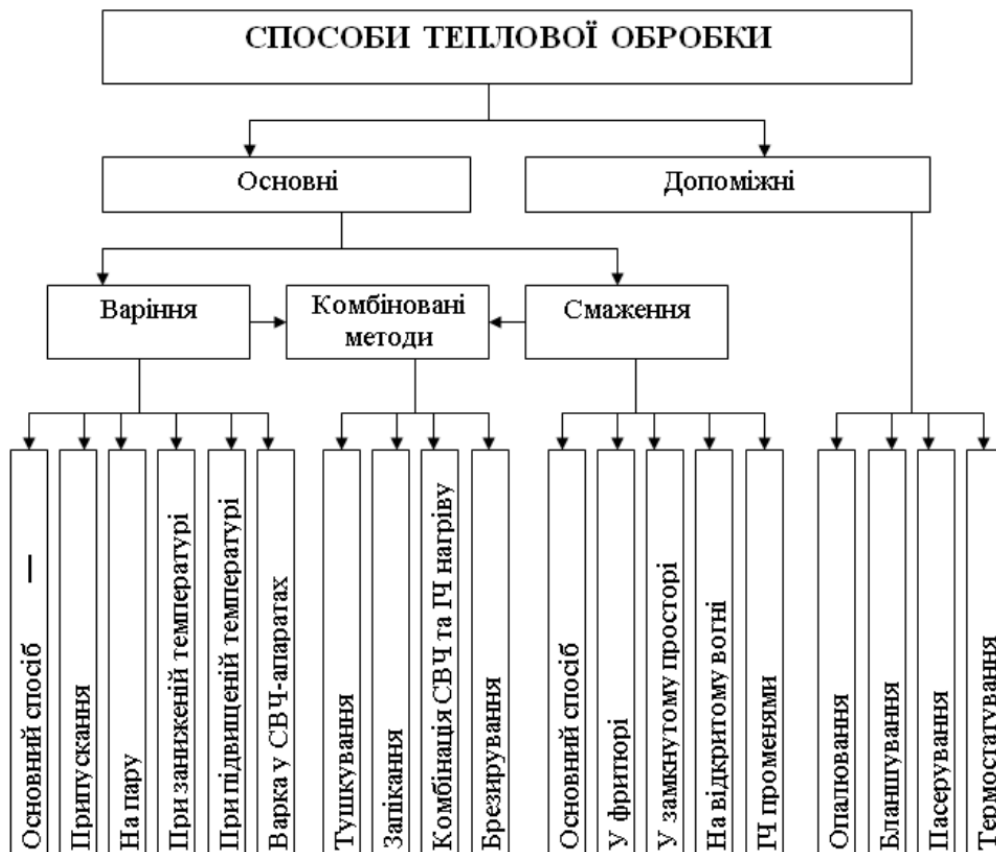 СПОСОБИ ТЕПЛОВОЇ ОБРОБКИ
Основні
Допоміжні
Варіння
Комбіновані
методи
Смаження
Основний спосіб —
Припускання
На пару
При заниженій температурі
При підвищеній температурі
Варка у СВЧ-апаратах
Тушкування
Запікання
Комбінація СВЧ та ІЧ нагріву
Брезирування
Основний спосіб
У фритюрі
У замкнутому просторі
На відкритому вогні
ІЧ променями
Опалювання
Бланшування
Пасерування
Термостатування